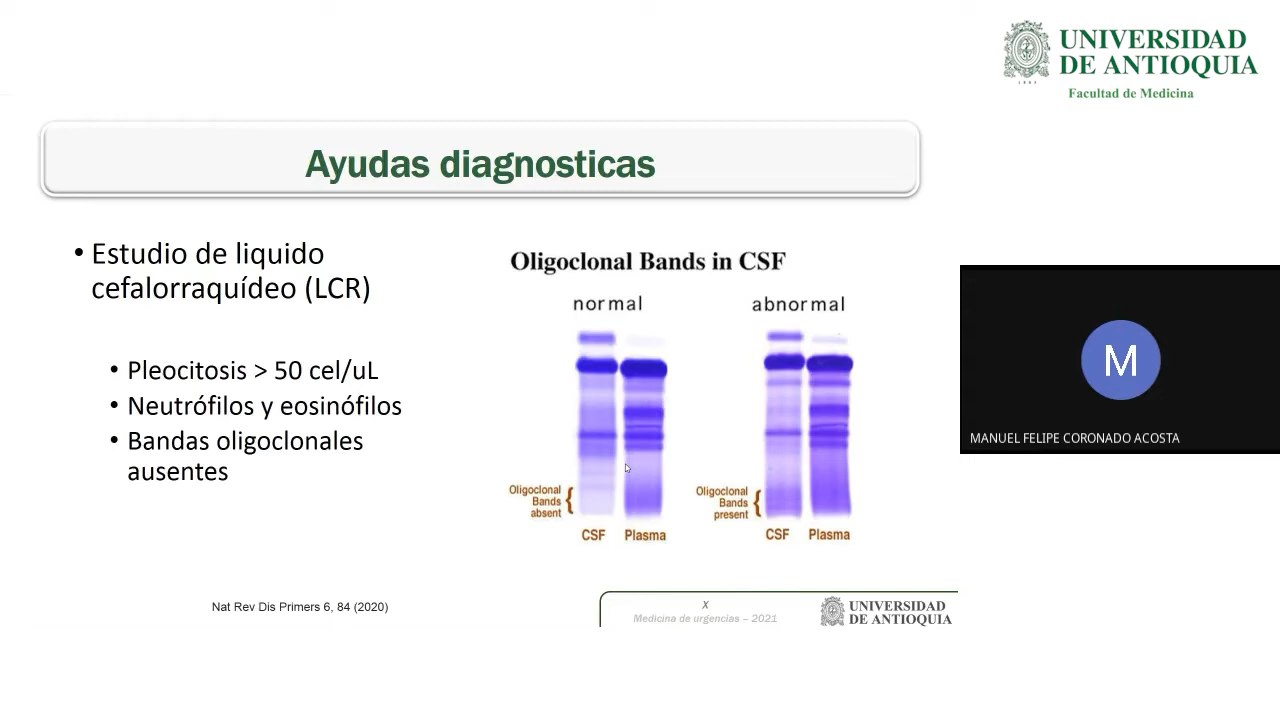 UNIVERSIDAD
DE ANTIOQUIA
Facultad de Medicina
Ayudas diagnosticas
• Estudio de liquido
cefalorraquídeo (LCR)
• Pleocitosis > 50 cel/uL
• Neutrófilos y eosinófilos
• Bandas oligoclonales
ausentes
Oligoclonal Bands in CSF
normal
abnormal
Oligoclonal
Bands
absent
CSF
Plasma
Oligoclonal
Bands
present
CSF
Plasma
M
MANUEL FELIPE CORONADO ACOSTA
Nat Rev Dis Primers 6, 84 (2020)
X
Medicina de urgencias – 2021
UNIVERSIDAD
DE ANTIOQUIA